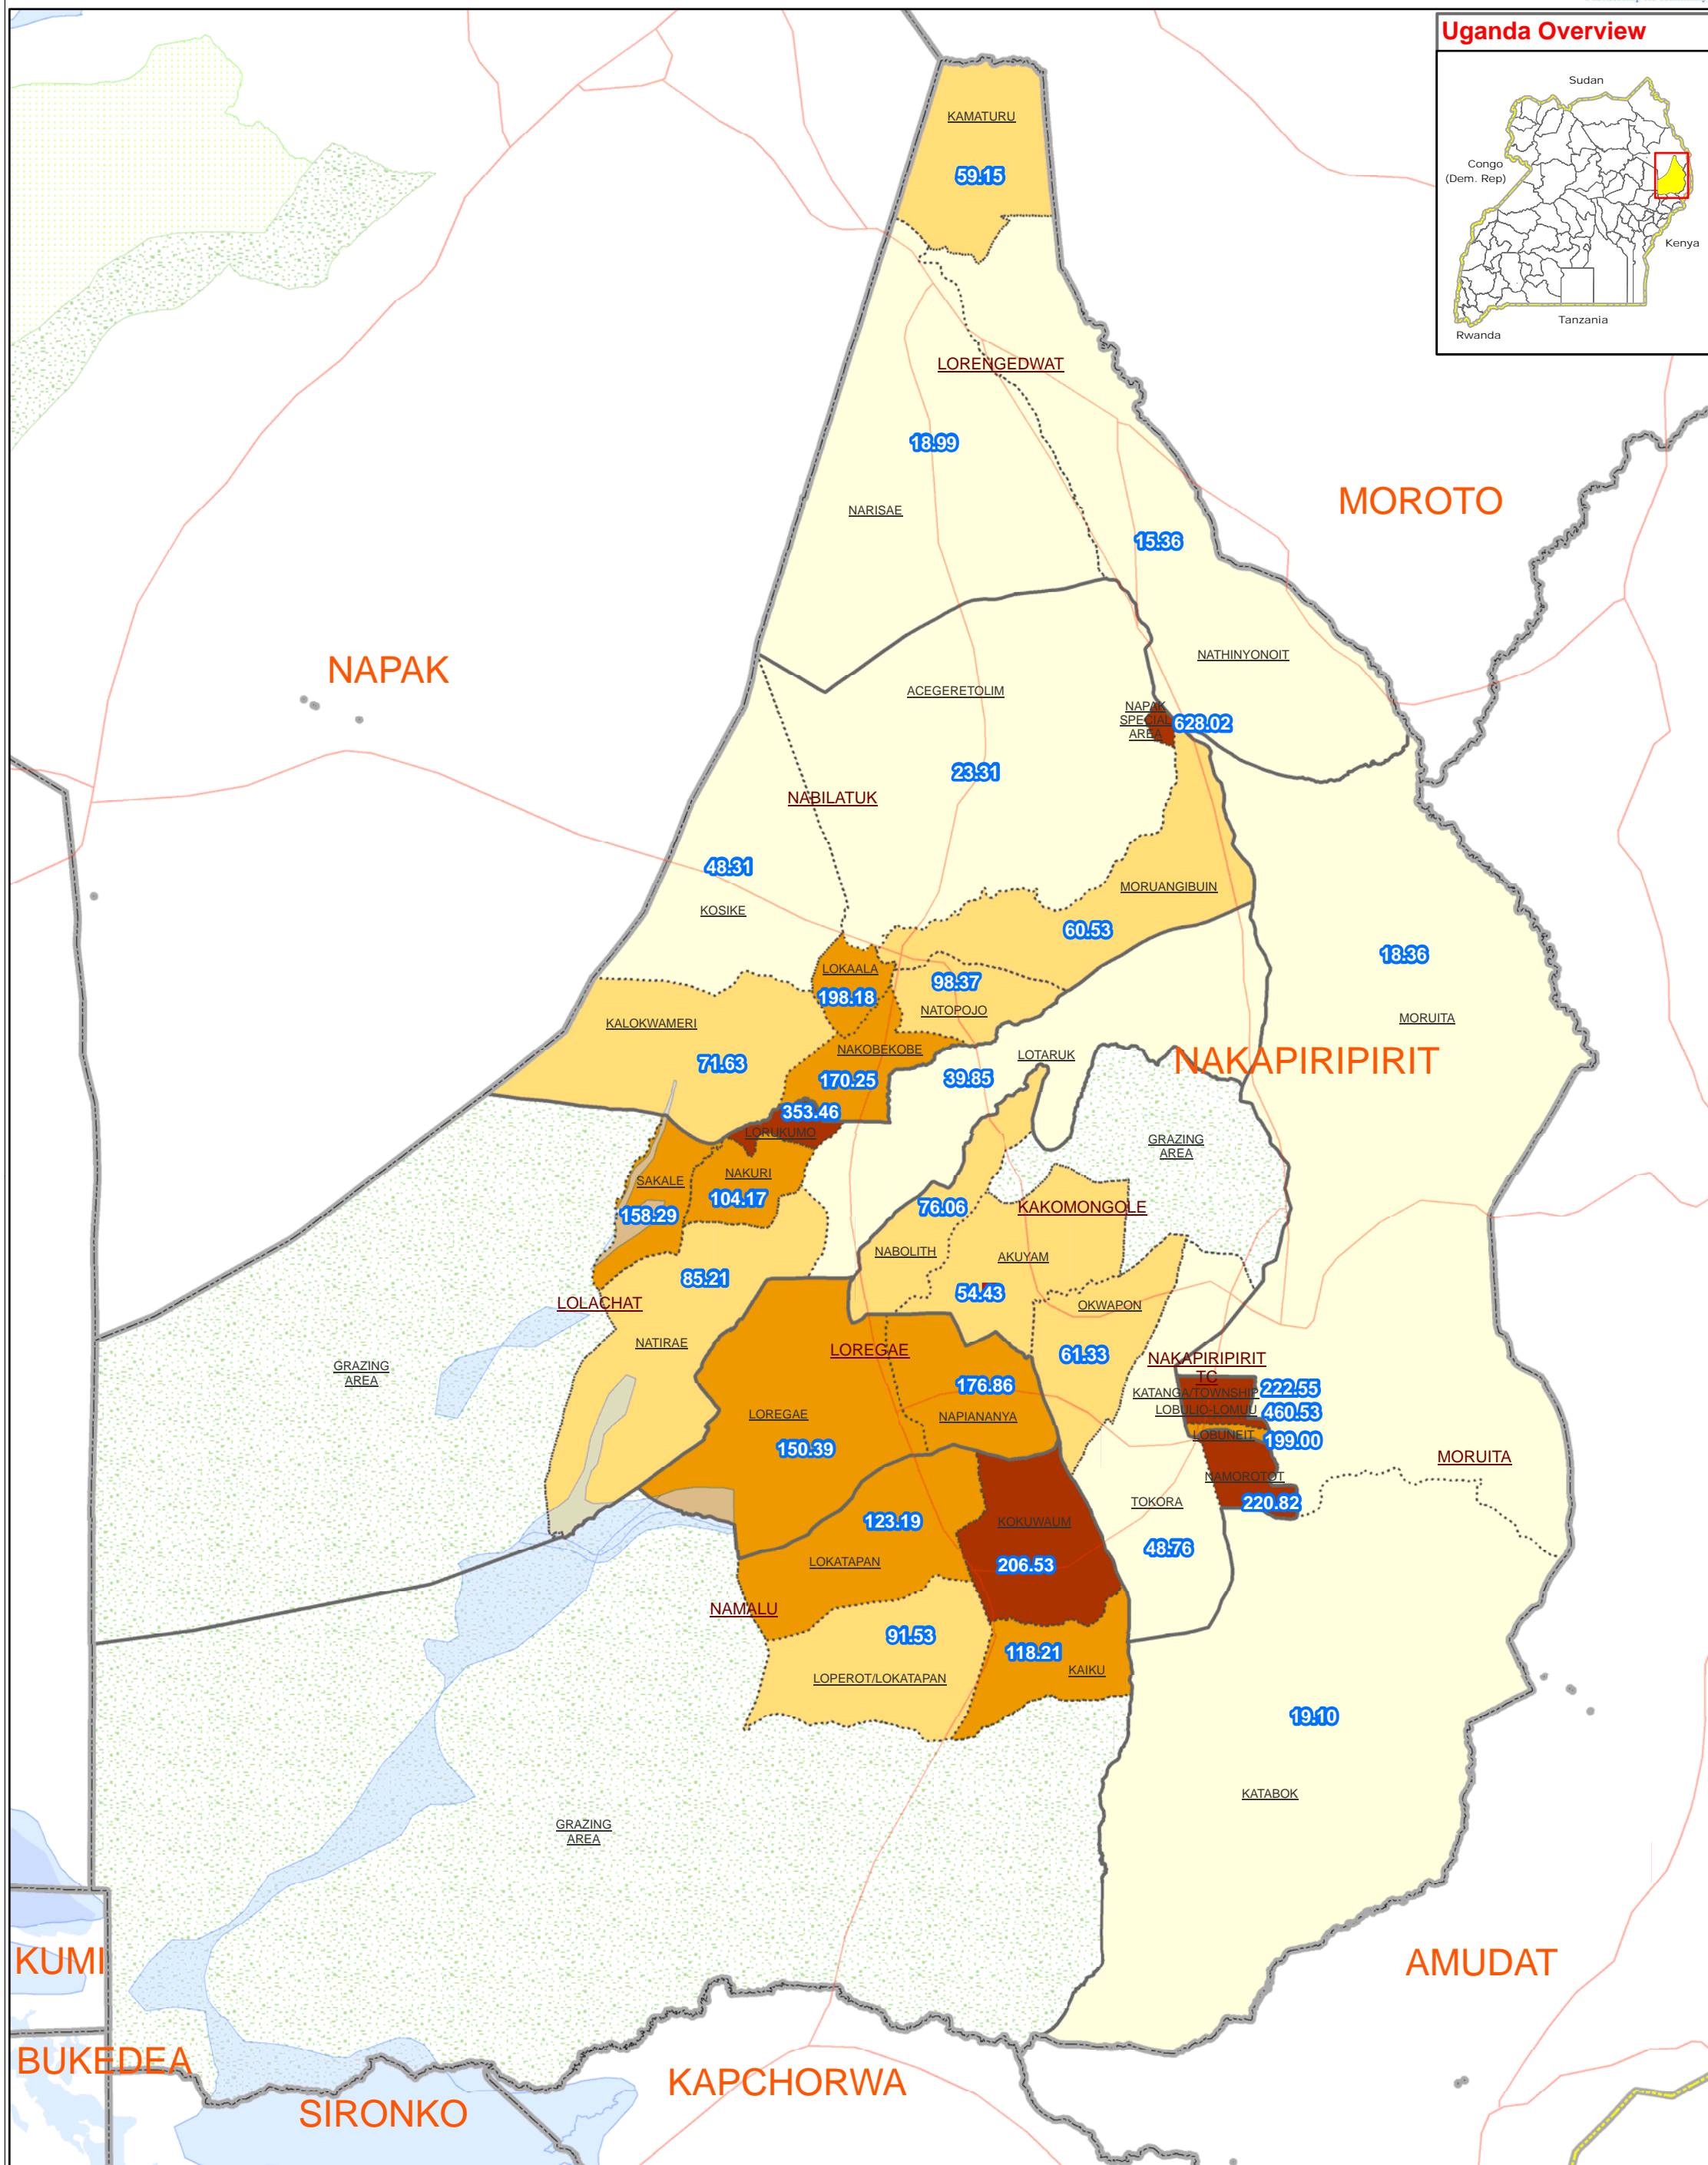 Uganda Overview
Sudan
Congo
(Dem. Rep)
Kenya
Tanzania
Rwanda
KAMATURU
59.15
LORENGEDWAT
18.99
NARISAE
MOROTO
15.36
NAPAK
NATHINYONOIT
ACEGERETOLIM
NAPAK
SPECIAL
AREA
628.02
23.31
NABILATUK
48.31
KOSIKE
MORUANGIBUIN
60.53
18.36
LOKAALA
198.18
98.37
NATOPOJO
KALOKWAMERI
MORUITA
NAKOBEKOBE
LOTARUK
NAKAPIRIPIRIT
71.63
170.25
39.85
353.46
LORUKUMO
GRAZING
AREA
NAKURI
SAKALE
104.17
158.29
76.06
KAKOMONGOLE
NABOLITH
AKUYAM
85.21
54.43
LOLACHAT
OKWAPON
NATIRAE
LOREGAE
61.33
NAKAPIRIPIRIT
TC
GRAZING
AREA
176.86
KATANGA/TOWNSHIP
222.55
LOREGAE
NAPIANANYA
LOBULIO-LOMUU
460.53
150.39
LOBUNEIT
199.00
MORUITA
NAMOROTOT
220.82
TOKORA
123.19
KOKUWAUM
48.76
LOKATAPAN
206.53
NAMALU
91.53
118.21
LOPEROT/LOKATAPAN
KAIKU
19.10
KATABOK
GRAZING
AREA
KUMI
AMUDAT
BUKEDEA
KAPCHORWA
SIRONKO